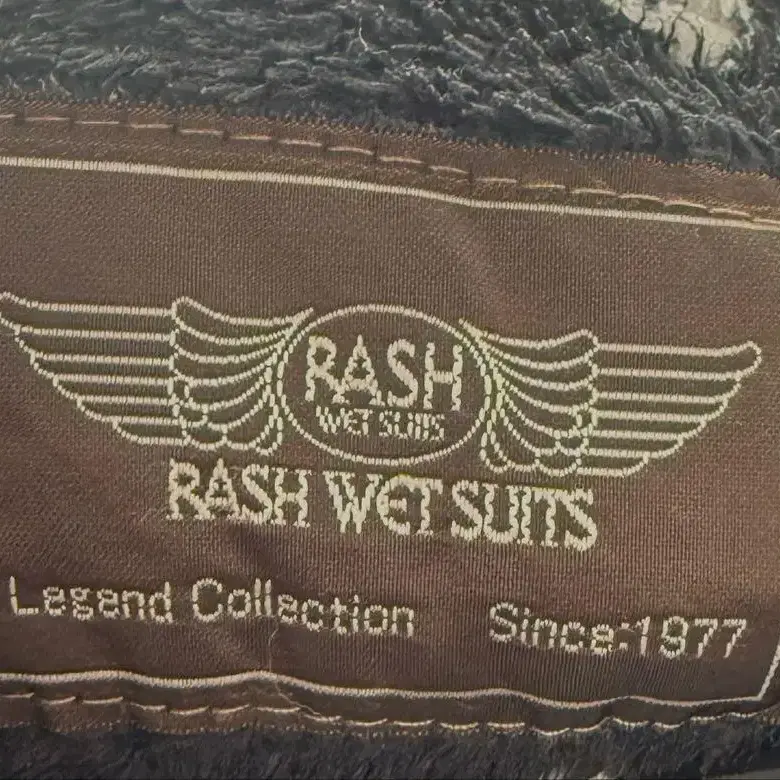 RASH
WET SUITS
RASH WET SUITS
Legend Collection Since:1977